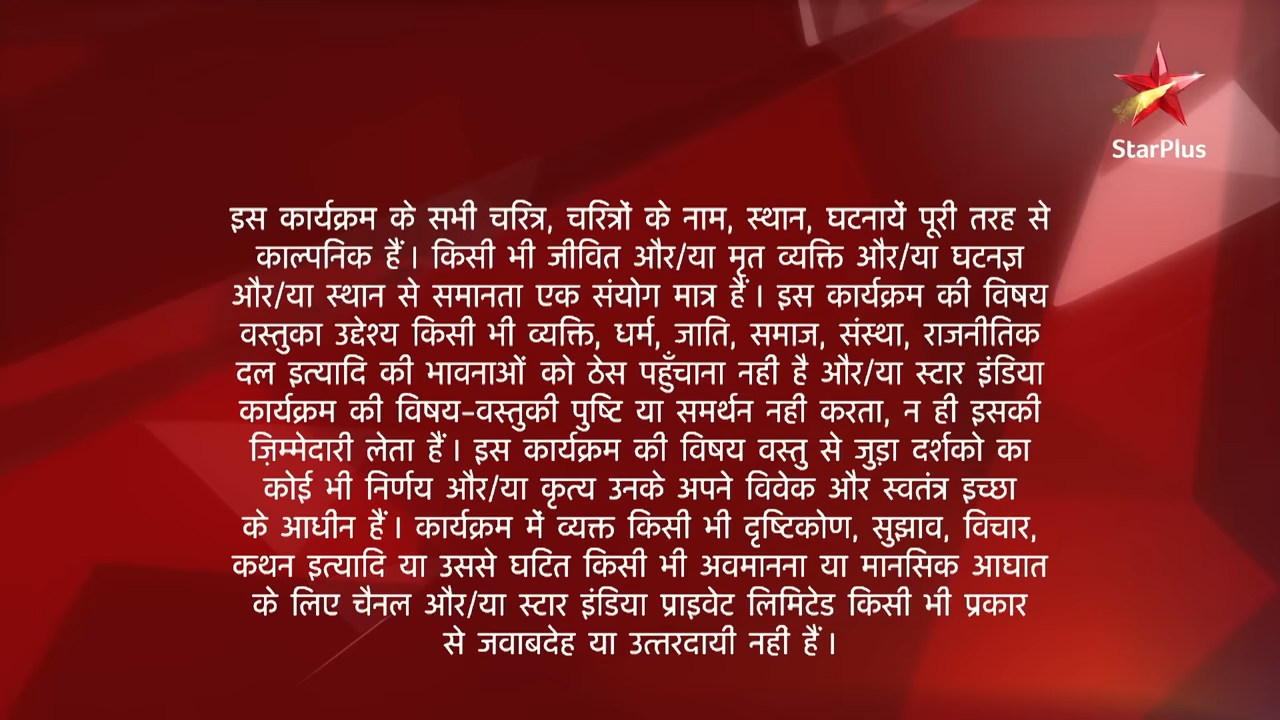 StarPlus
इस कार्यक्रम के सभी चरित्र, चरित्रों के नाम, स्थान, घटनायें पूरी तरह से
काल्पनिक हैं। किसी भी जीवित और/या मृत व्यक्ति और/या घटनज्ञ
और/या स्थान से समानता एक संयोग मात्र हैं। इस कार्यक्रम की विषय
वस्तुका उद्देश्य किसी भी व्यक्ति, धर्म, जाति, समाज, संस्था, राजनीतिक
दल इत्यादि की भावनाओं को ठेस पहुँचाना नही है और/या स्टार इंडिया
कार्यक्रम की विषय-वस्तुकी पुष्टि या समर्थन नही करता, न ही इसकी
ज़िम्मेदारी लेता हैं। इस कार्यक्रम की विषय वस्तु से जुड़ा दर्शको का
कोई भी निर्णय और/या कृत्य उनके अपने विवेक और स्वतंत्र इच्छा
के आधीन हैं। कार्यक्रम में व्यक्त किसी भी दृष्टिकोण, सुझाव, विचार,
कथन इत्यादि या उससे घटित किसी भी अवमानना या मानसिक आघात
के लिए चैनल और/या स्टार इंडिया प्राइवेट लिमिटेड किसी भी प्रकार
से जवाबदेह या उत्तरदायी नही हैं।